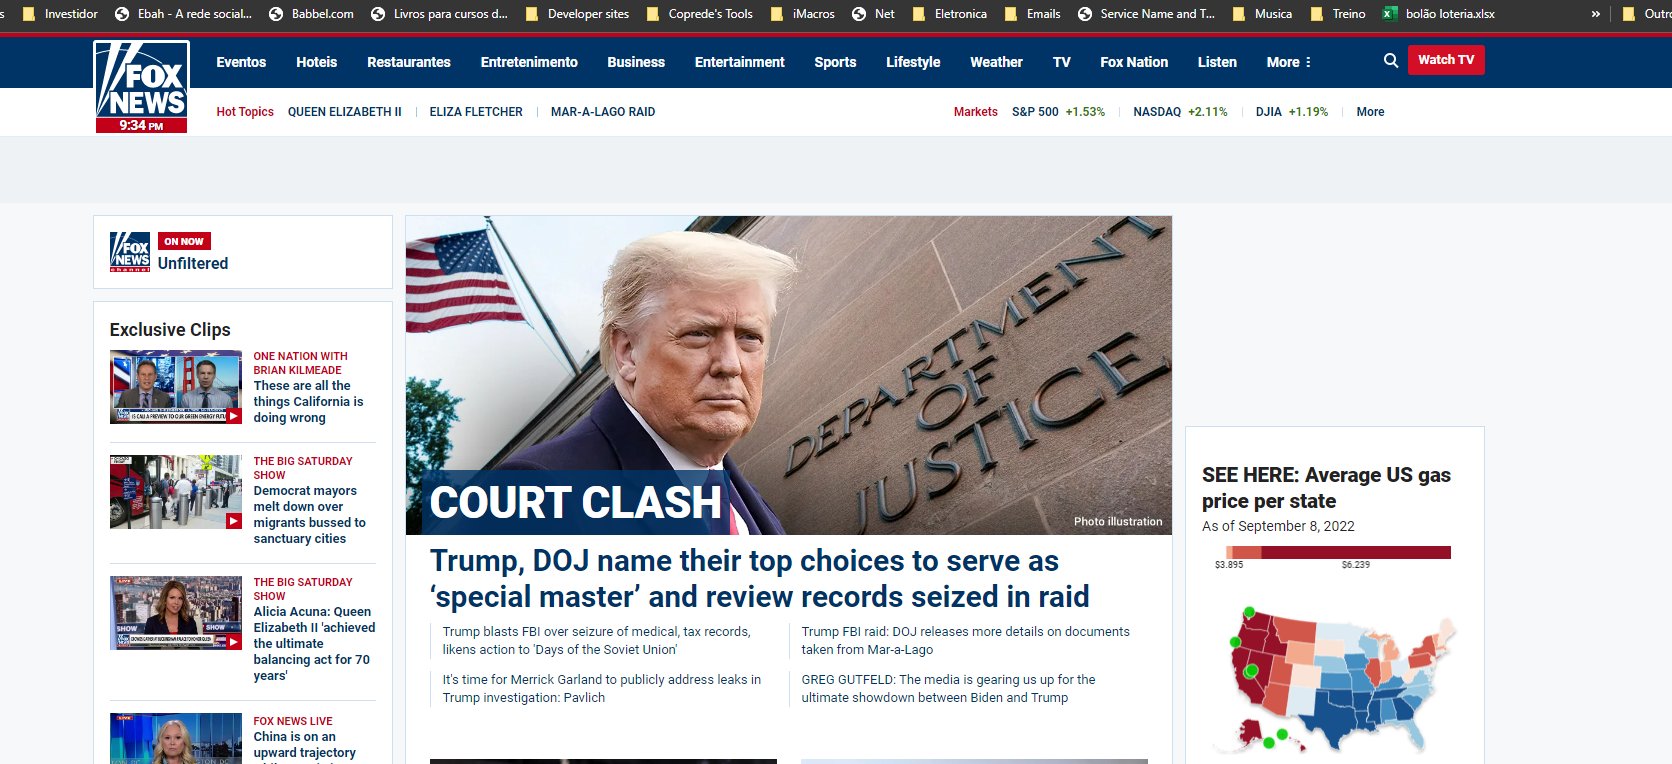 s Investidor Ebah - A rede social... Babbel.com Livros para cursos d... Developer sites Coprede's Tools iMacros Net Eletronica Emails Service Name and T... Musica Treino bolão loteria.xlsx » Outro
FOX NEWS
9:34 PM
Eventos Hoteis Restaurantes Entretenimento Business Entertainment Sports Lifestyle Weather TV Fox Nation Listen More Watch TV
Hot Topics QUEEN ELIZABETH II ELIZA FLETCHER MAR-A-LAGO RAID Markets S&P 500 +1.53% NASDAQ +2.11% DJIA +1.19% More
FOX NEWS channel
ON NOW
Unfiltered
Exclusive Clips
ONE NATION WITH
BRIAN KILMEADE
These are all the
things California is
doing wrong
THE BIG SATURDAY
SHOW
Democrat mayors
melt down over
migrants bussed to
sanctuary cities
LIVE
SHOW
THE BIG SATURDAY
SHOW
Alicia Acuna: Queen
Elizabeth II 'achieved
the ultimate
balancing act for 70
years'
LIVE
FOX NEWS LIVE
China is on an
upward trajectory
DEPARTMENT
OF
JUSTICE
COURT CLASH
Photo illustration
Trump, DOJ name their top choices to serve as
‘special master’ and review records seized in raid
Trump blasts FBI over seizure of medical, tax records,
likens action to 'Days of the Soviet Union'
Trump FBI raid: DOJ releases more details on documents
taken from Mar-a-Lago
It's time for Merrick Garland to publicly address leaks in
Trump investigation: Pavlich
GREG GUTFELD: The media is gearing us up for the
ultimate showdown between Biden and Trump
SEE HERE: Average US gas
price per state
As of September 8, 2022
$3.895 $6.239